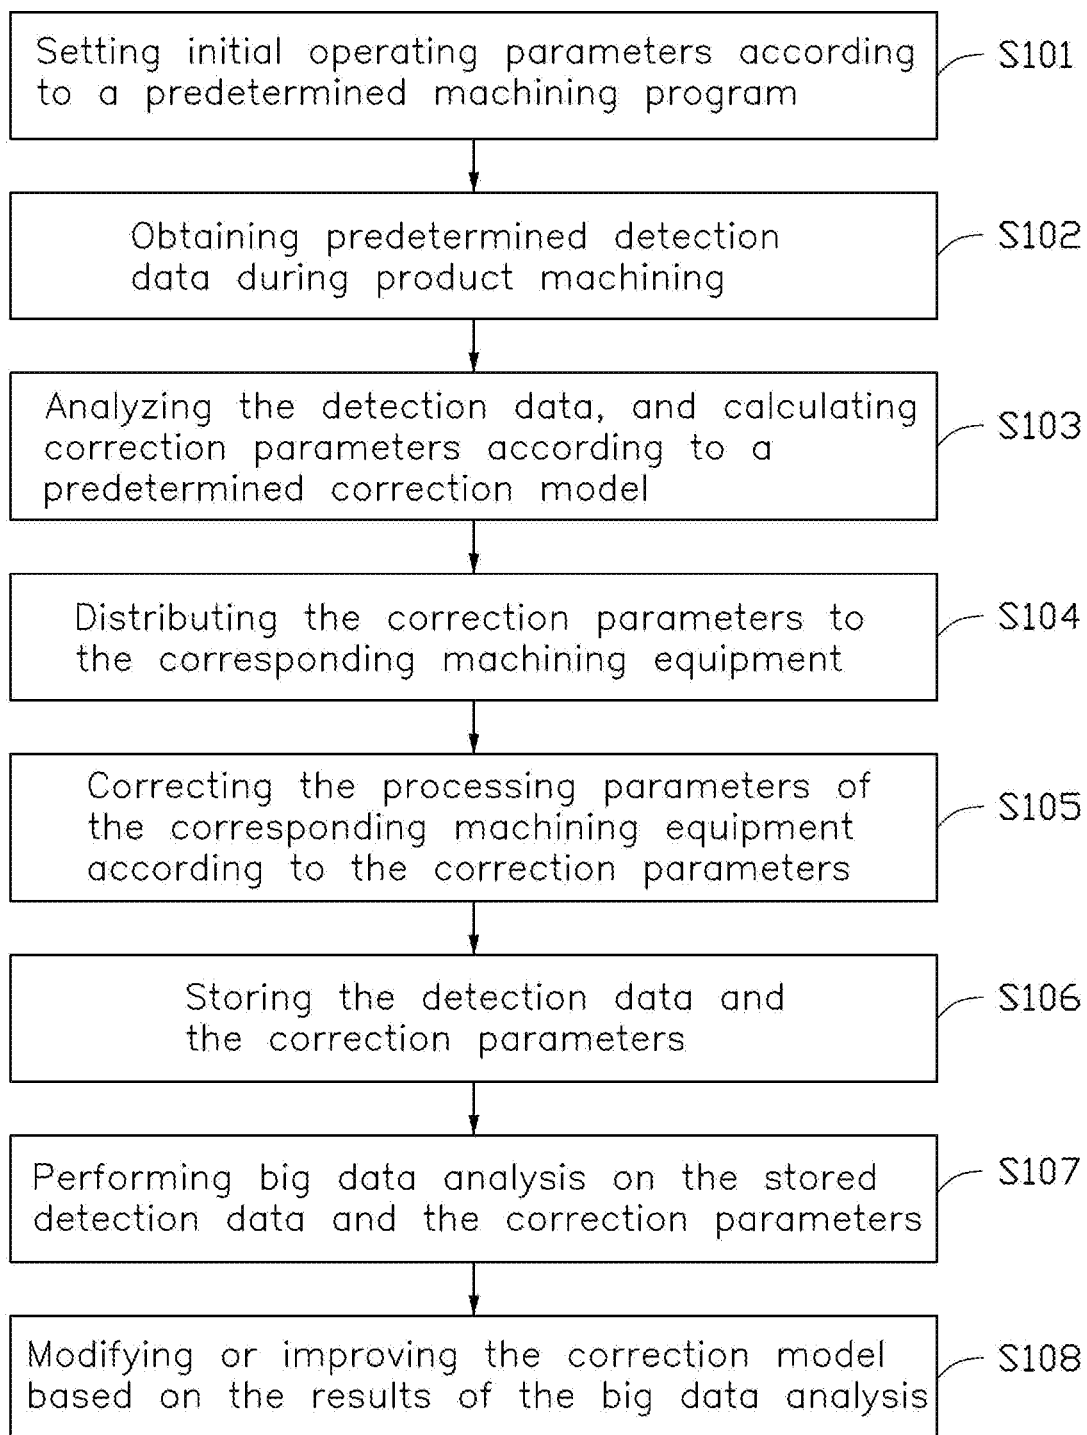 Setting initial operating parameters according
to a predetermined machining program
S101
Obtaining predetermined detection
data during product machining
S102
Analyzing the detection data, and calculating
correction parameters according to a
predetermined correction model
S103
Distributing the correction parameters to
the corresponding machining equipment
S104
Correcting the processing parameters of
the corresponding machining equipment
according to the correction parameters
S105
Storing the detection data and
the correction parameters
S106
Performing big data analysis on the stored
detection data and the correction parameters
S107
Modifying or improving the correction model
based on the results of the big data analysis
S108